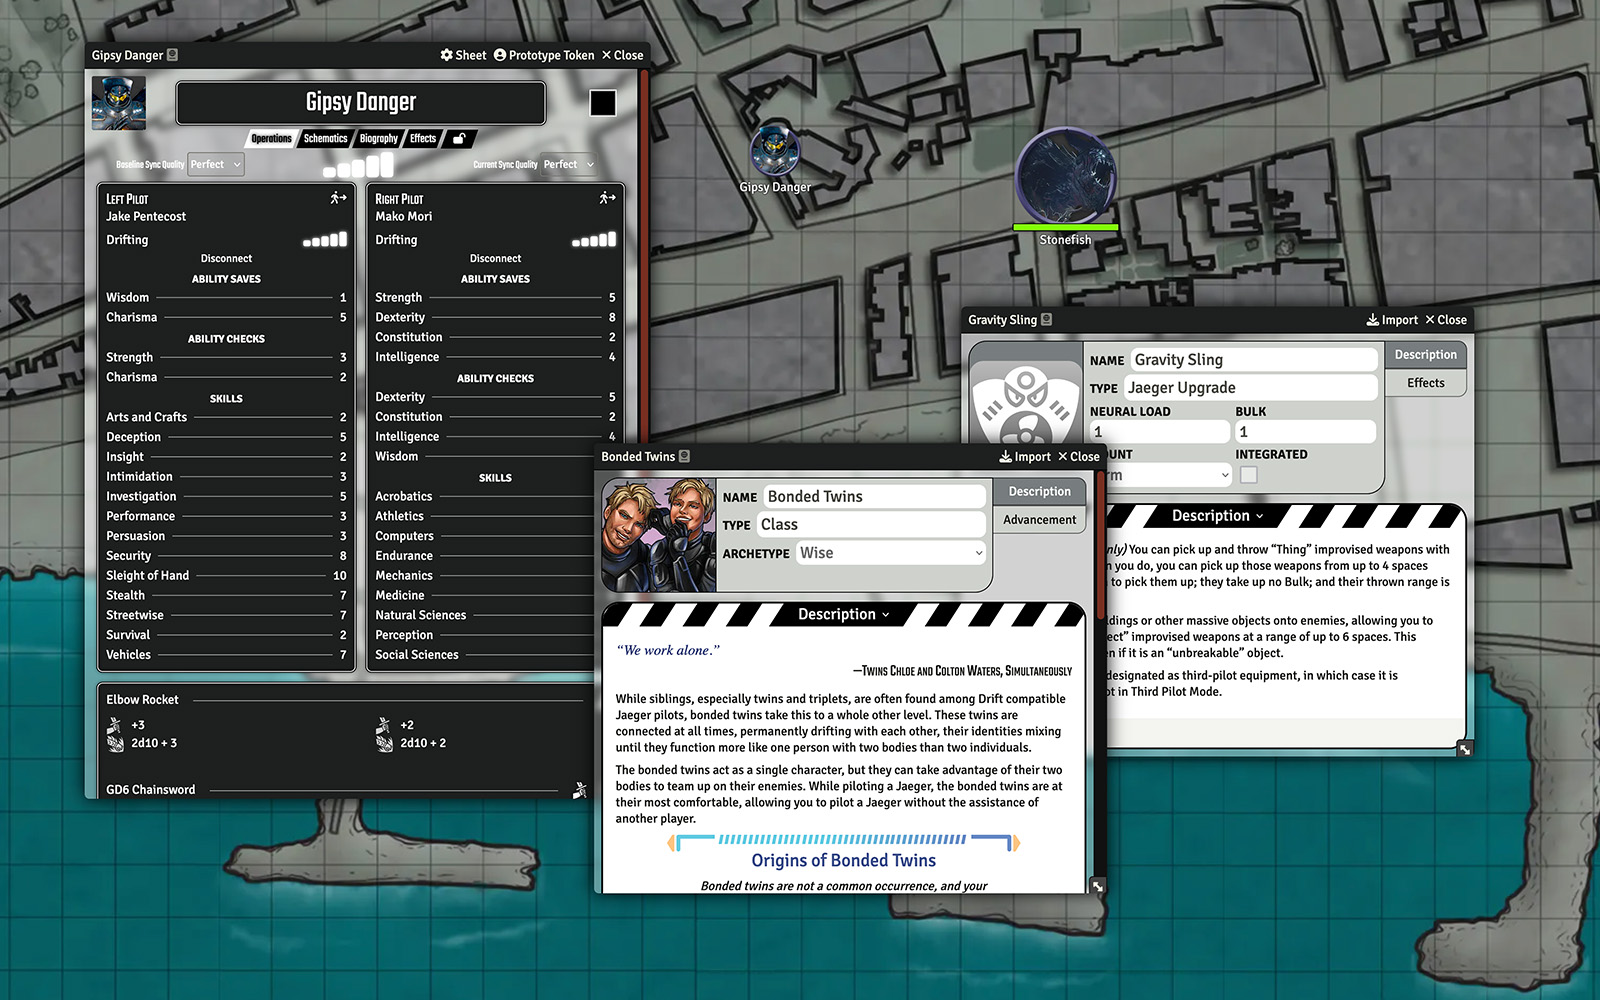 Gipsy Danger
Sheet Prototype Token Close
Gipsy Danger
Operations Schematics Biography Effects
Baseline Sync Quality Perfect
Current Sync Quality Perfect
Left Pilot
Jake Pentecost
Drifting
Disconnect
ABILITY SAVES
Wisdom 1
Charisma 5
ABILITY CHECKS
Strength 3
Charisma 2
SKILLS
Arts and Crafts 2
Deception 5
Insight 2
Intimidation 3
Investigation 5
Performance 3
Persuasion 3
Security 8
Sleight of Hand 10
Stealth 7
Streetwise 7
Survival 2
Vehicles 7
Right Pilot
Mako Mori
Drifting
Disconnect
ABILITY SAVES
Strength 5
Dexterity 8
Constitution 2
Intelligence 4
ABILITY CHECKS
Dexterity 5
Constitution 2
Intelligence 4
Wisdom
SKILLS
Acrobatics
Athletics
Computers
Endurance
Mechanics
Medicine
Natural Sciences
Perception
Social Sciences
Elbow Rocket
+3
2d10 + 3
+2
2d10 + 2
GD6 Chainsword
Gipsy Danger
Stonefish
Gravity Sling
Import Close
NAME Gravity Sling
TYPE Jaeger Upgrade
NEURAL LOAD BULK
1 1
OUNT INTEGRATED
rm
Description
Effects
Description
nly) You can pick up and throw “Thing” improvised weapons with
n you do, you can pick up those weapons from up to 4 spaces
to pick them up; they take up no Bulk; and their thrown range is
ldings or other massive objects onto enemies, allowing you to
ect” improvised weapons at a range of up to 6 spaces. This
n if it is an “unbreakable” object.
designated as third-pilot equipment, in which case it is
ot in Third Pilot Mode.
Bonded Twins
Import Close
NAME Bonded Twins
TYPE Class
ARCHETYPE Wise
Description
Advancement
Description
“We work alone.”
—Twins Chloe and Colton Waters, Simultaneously
While siblings, especially twins and triplets, are often found among Drift compatible
Jaeger pilots, bonded twins take this to a whole other level. These twins are
connected at all times, permanently drifting with each other, their identities mixing
until they function more like one person with two bodies than two individuals.
The bonded twins act as a single character, but they can take advantage of their two
bodies to team up on their enemies. While piloting a Jaeger, the bonded twins are at
their most comfortable, allowing you to pilot a Jaeger without the assistance of
another player.
Origins of Bonded Twins
Bonded twins are not a common occurrence, and your